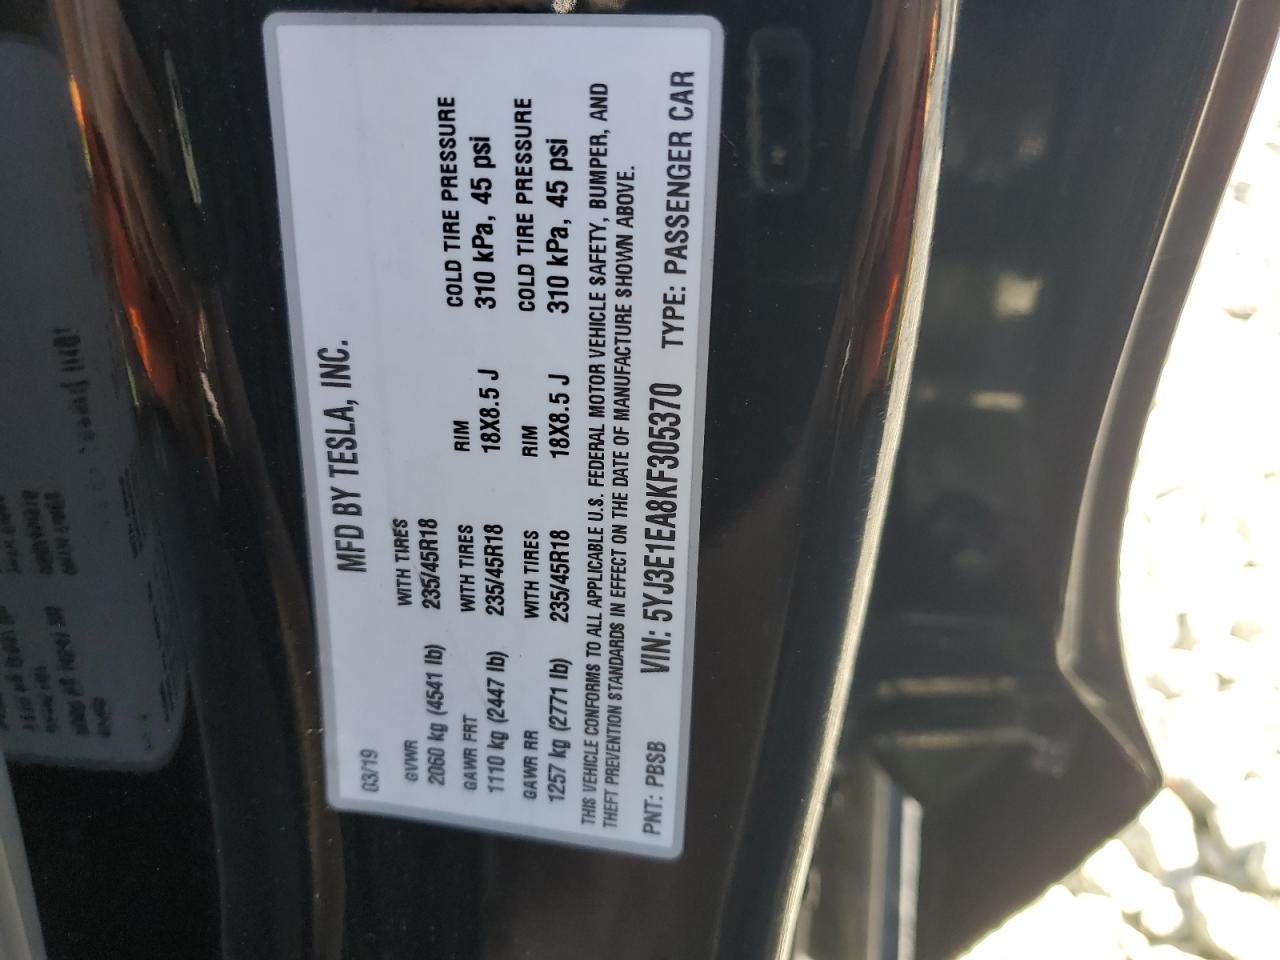 MFD BY TESLA, INC.
03/19
GVWR WITH TIRES
2060 kg (4541 lb) 235/45R18
GAWR FRT WITH TIRES RIM COLD TIRE PRESSURE
1110 kg (2447 lb) 235/45R18 18X8.5 J 310 kPa, 45 psi
GAWR RR WITH TIRES RIM COLD TIRE PRESSURE
1257 kg (2771 lb) 235/45R18 18X8.5 J 310 kPa, 45 psi
THIS VEHICLE CONFORMS TO ALL APPLICABLE U.S. FEDERAL MOTOR VEHICLE SAFETY, BUMPER, AND
THEFT PREVENTION STANDARDS IN EFFECT ON THE DATE OF MANUFACTURE SHOWN ABOVE.
PNT: PBSB VIN: 5YJ3E1EA8KF305370 TYPE: PASSENGER CAR